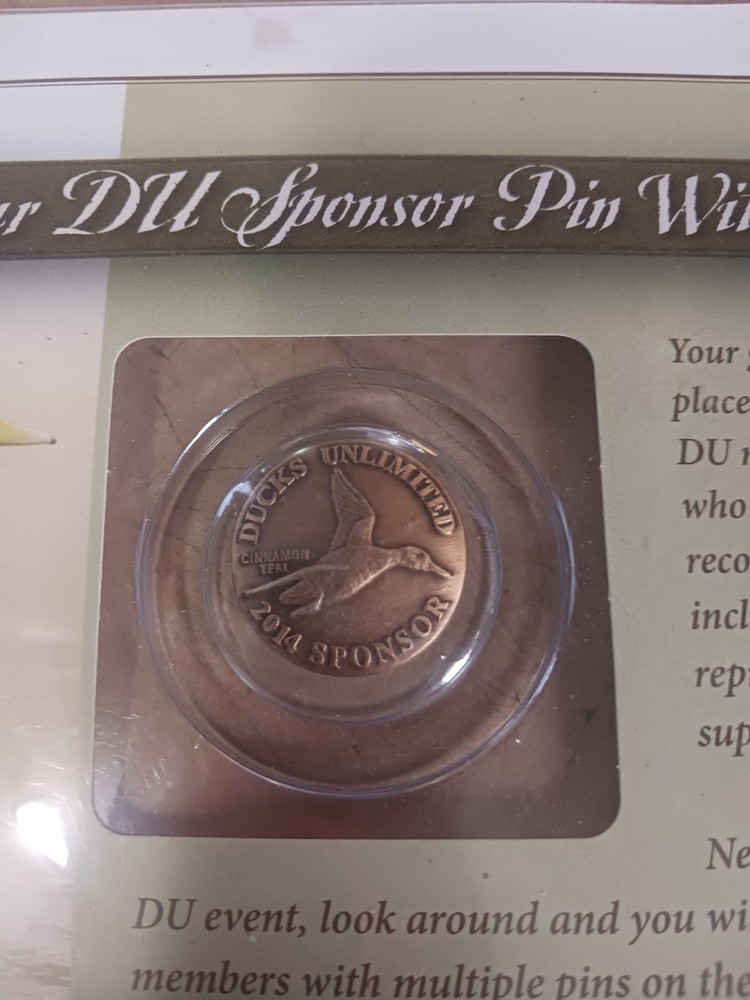 ur DU Sponsor Pin Wi
Your
place
DU
who
reco
incl
rep
sup
DUCKS UNLIMITED
CINNAMON
TEAL
2014 SPONSOR
Ne
DU event, look around and you wi
members with multiple pins on the